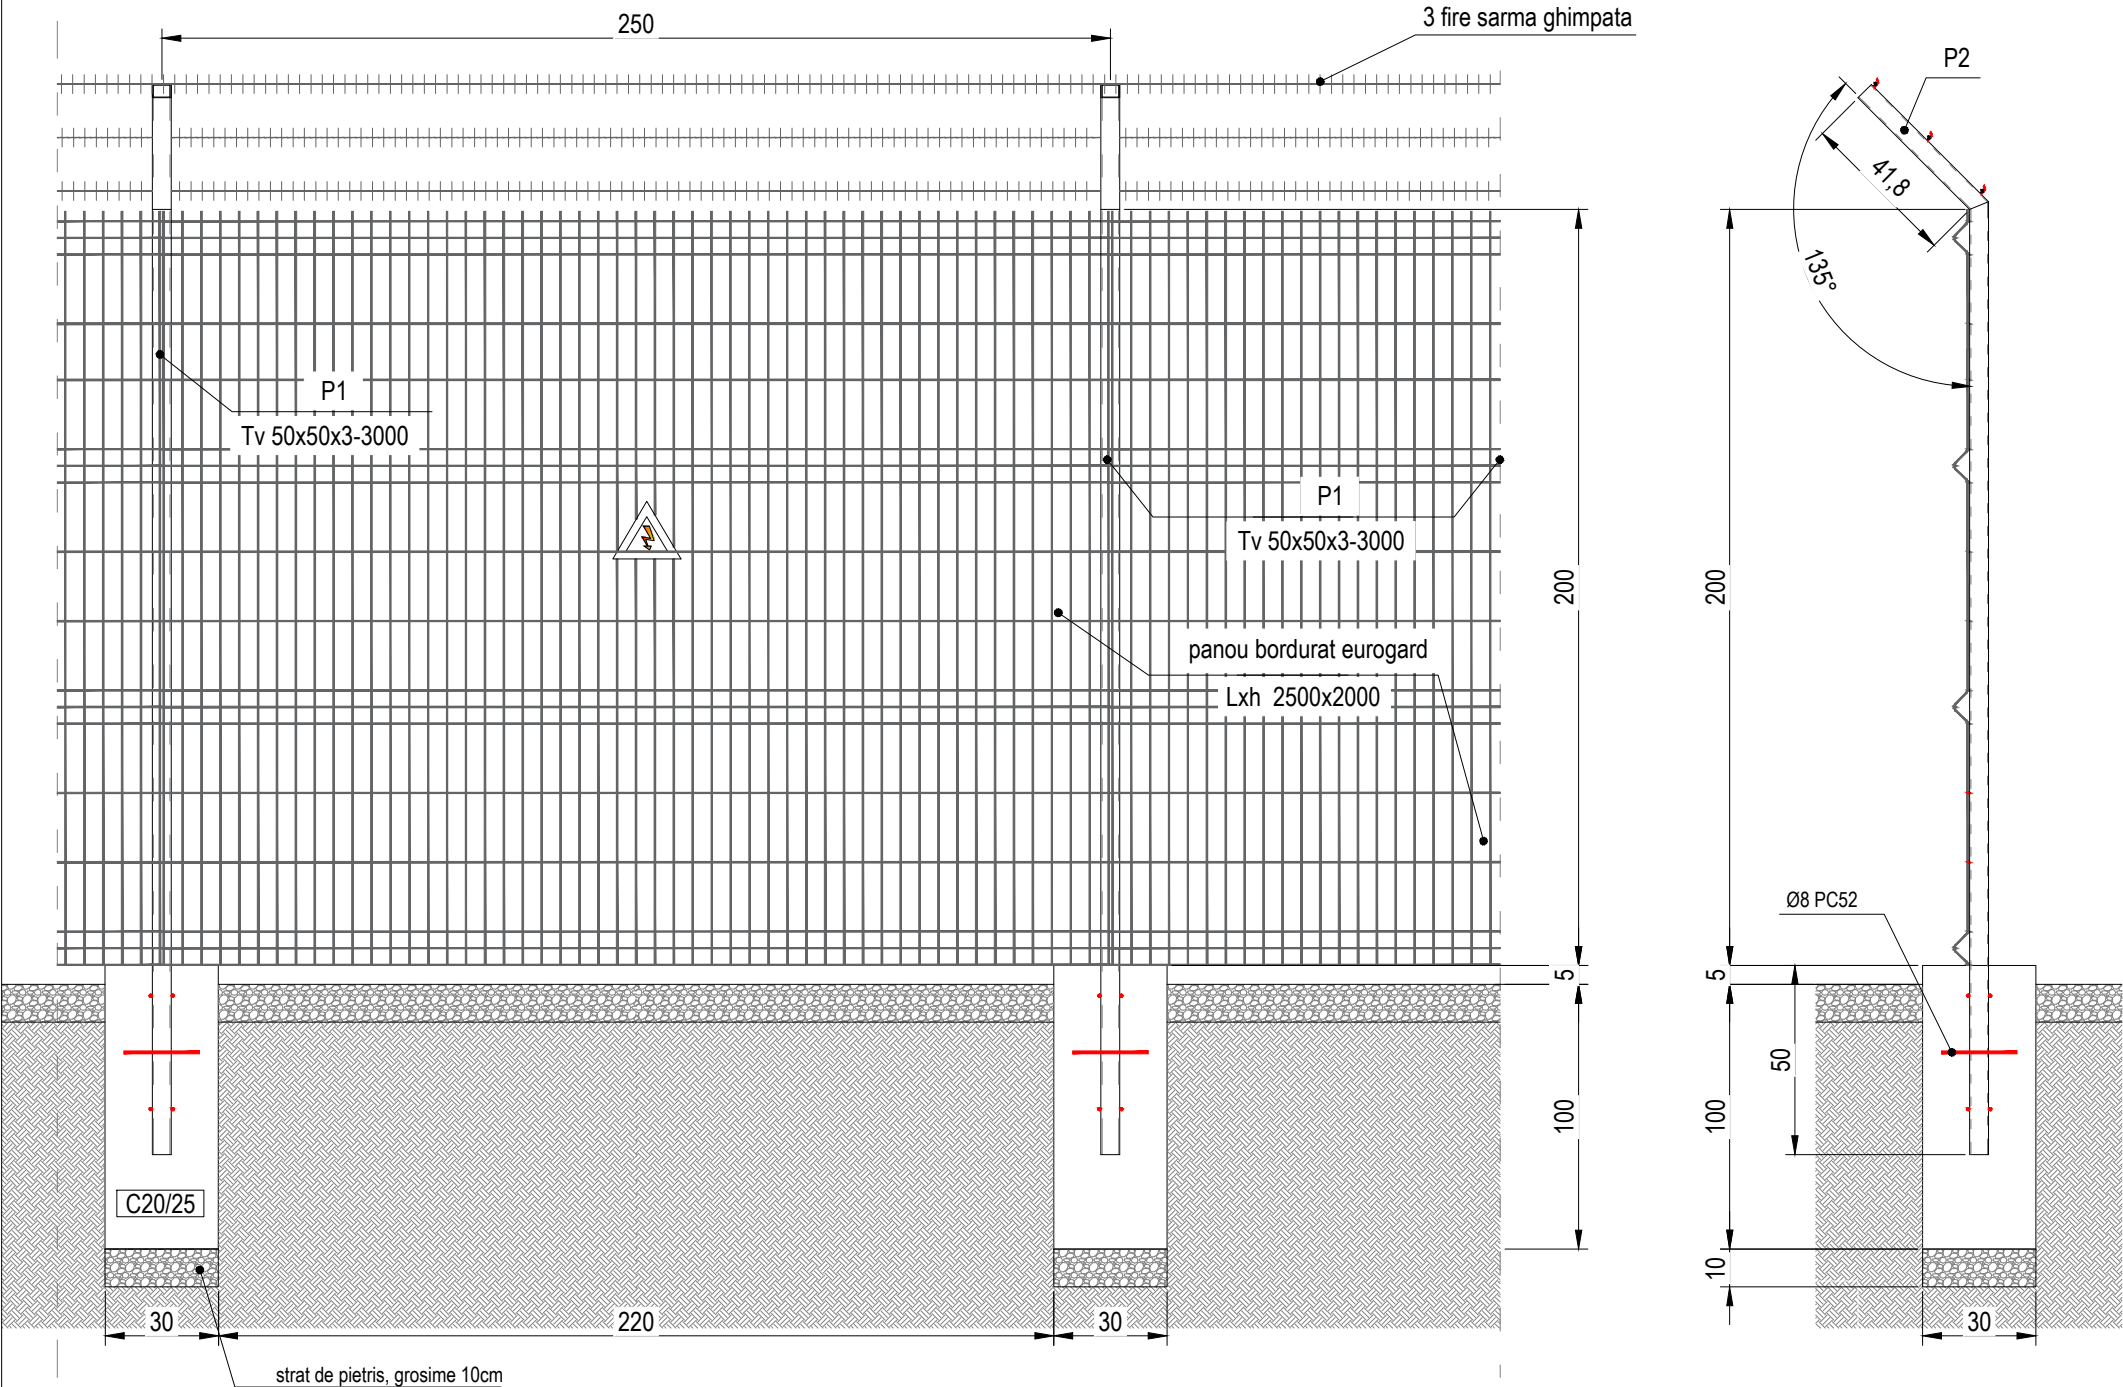 250
3 fire sarma ghimpata
P2
41,8
135°
P1
Tv 50x50x3-3000
P1
Tv 50x50x3-3000
200
200
panou bordurat eurogard
Lxh 2500x2000
Ø8 PC52
5
5
50
100
100
C20/25
10
30
220
30
30
strat de pietris, grosime 10cm